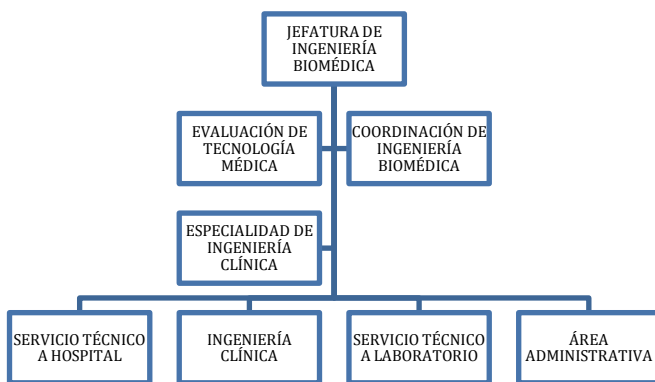 JEFATURA DE
INGENIERÍA
BIOMÉDICA
EVALUACIÓN DE
TECNOLOGÍA
MÉDICA
COORDINACIÓN DE
INGENIERÍA
BIOMÉDICA
ESPECIALIDAD DE
INGENIERÍA
CLÍNICA
SERVICIO TÉCNICO
A HOSPITAL
INGENIERÍA
CLÍNICA
SERVICIO TÉCNICO
A LABORATORIO
ÁREA
ADMINISTRATIVA